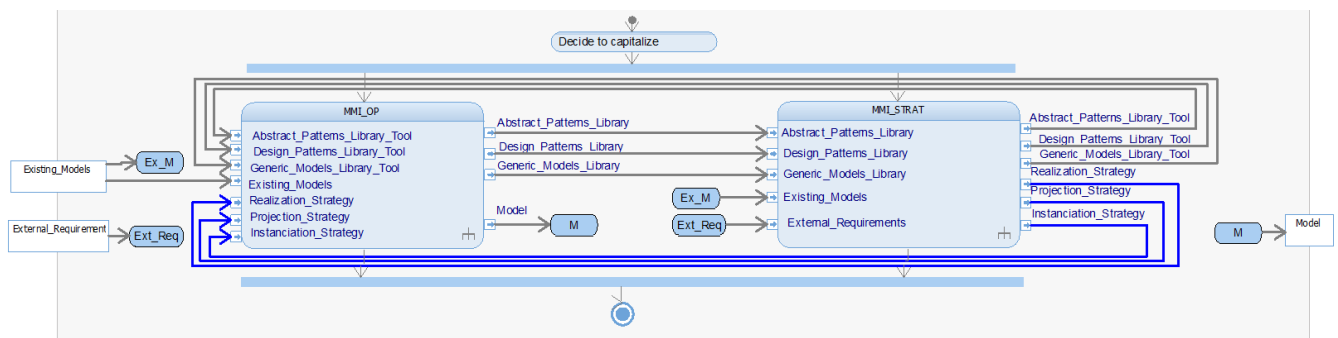 Decide to capitalize
MMI_OP
Abstract_Patterns_Library_Tool
Design_Patterns_Library_Tool
Generic_Models_Library_Tool
Existing_Models
Realization_Strategy
Projection_Strategy
Instanciation_Strategy
Existing_Models
Ex_M
External_Requirement
Ext_Req
Abstract_Patterns_Library
Design_Patterns_Library
Generic_Models_Library
Model
M
Ex_M
Ext_Req
MMI_STRAT
Abstract_Patterns_Library
Design_Patterns_Library
Generic_Models_Library
Existing_Models
External_Requirements
Abstract_Patterns_Library_Tool
Design_Patterns_Library_Tool
Generic_Models_Library_Tool
Realization_Strategy
Projection_Strategy
Instanciation_Strategy
M
Model